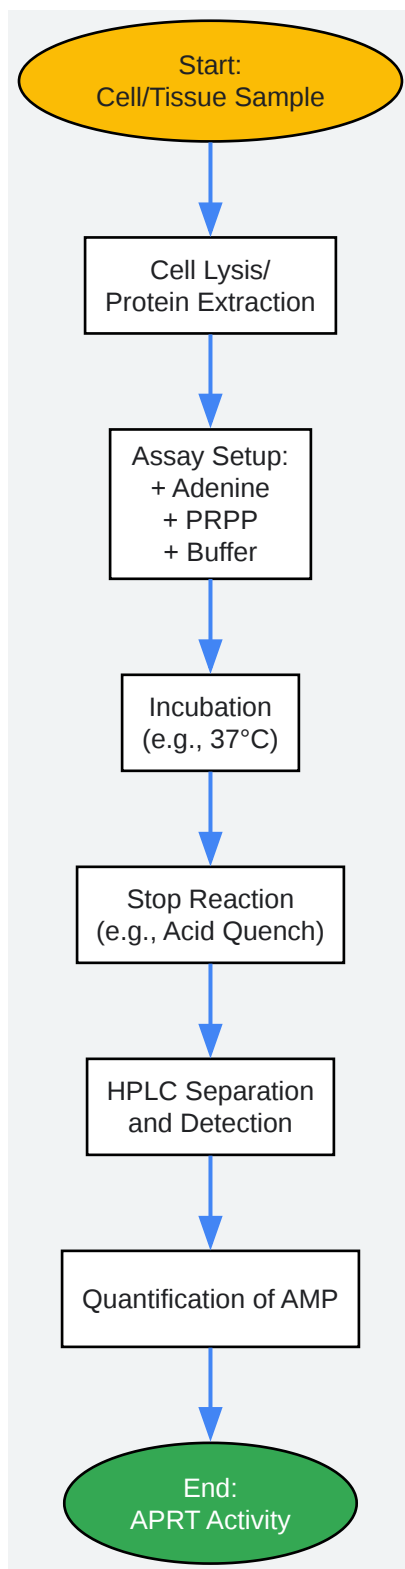 Start:
Cell/Tissue Sample
Cell Lysis/
Protein Extraction
Assay Setup:
+ Adenine
+ PRPP
+ Buffer
Incubation
(e.g., 37°C)
Stop Reaction
(e.g., Acid Quench)
HPLC Separation
and Detection
Quantification of AMP
End:
APRT Activity